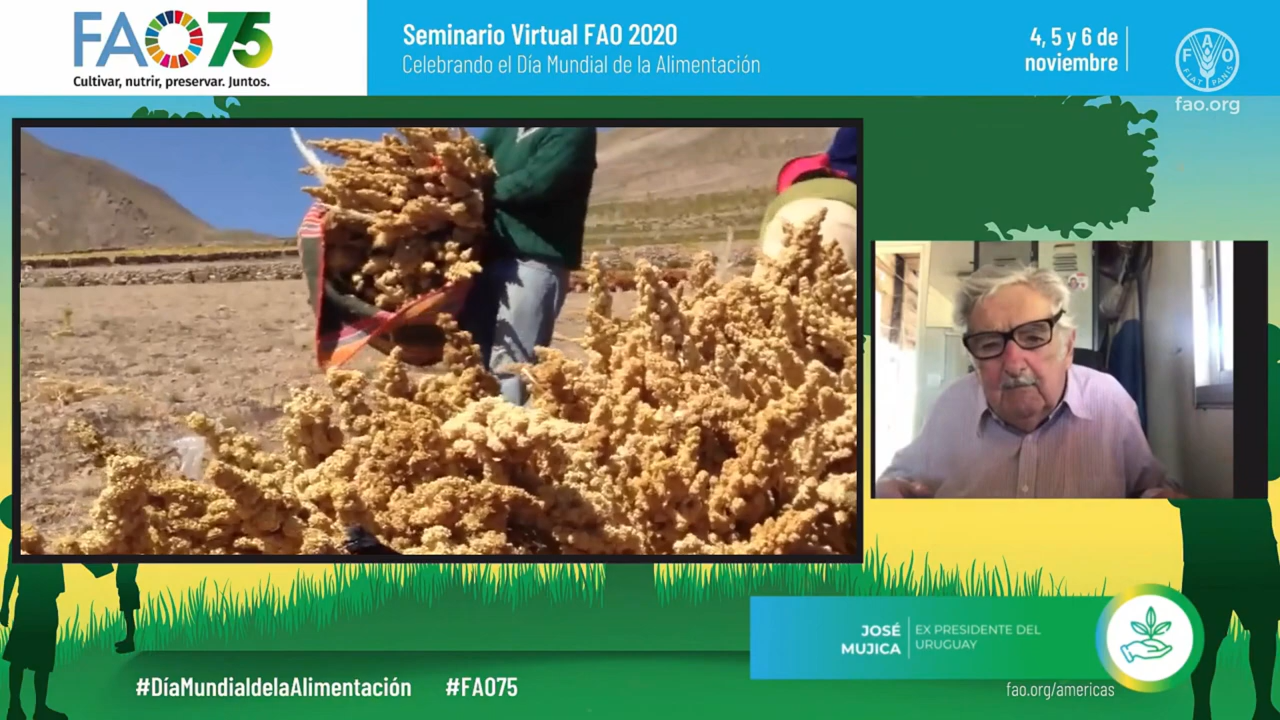 FAO75
Cultivar, nutrir, preservar. Juntos.
Seminario Virtual FAO 2020
Celebrando el Día Mundial de la Alimentación
4, 5 y 6 de
noviembre
FAO
FIAT PANIS
fao.org
JOSÉ
MUJICA
EX PRESIDENTE DEL
URUGUAY
#DíaMundialdelaAlimentación #FAO75
fao.org/americas